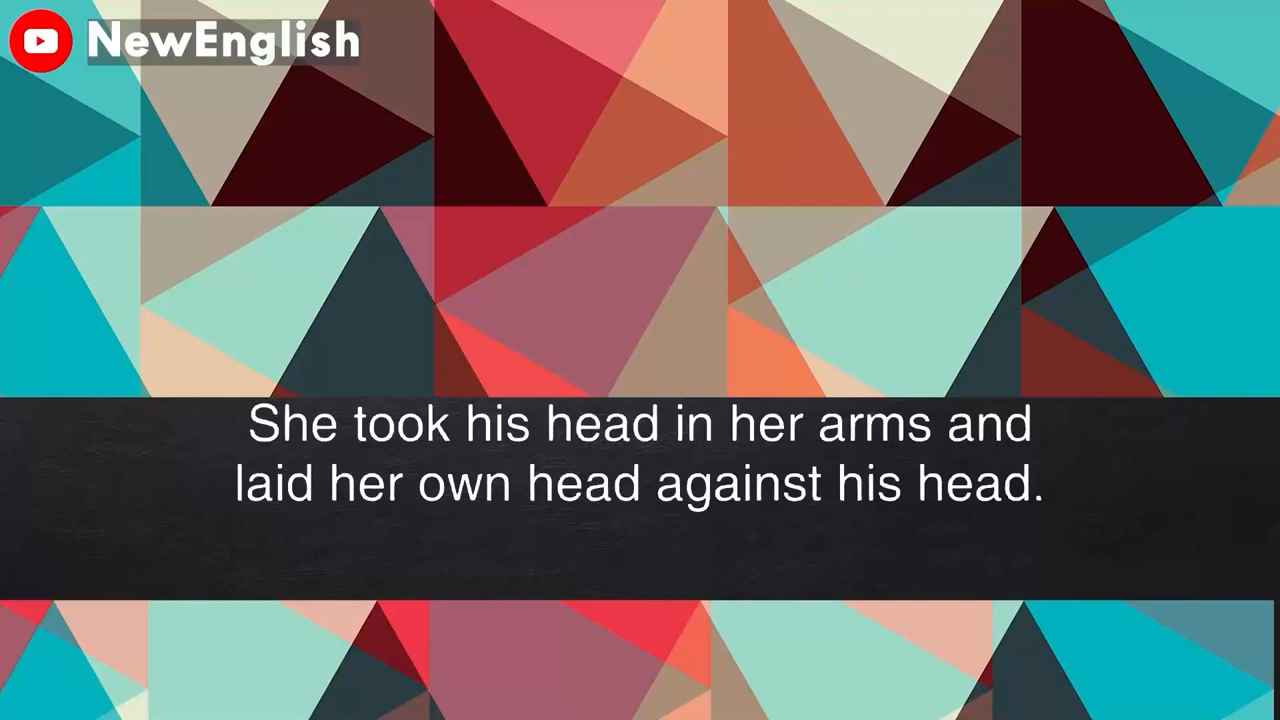 NewEnglish
She took his head in her arms and
laid her own head against his head.